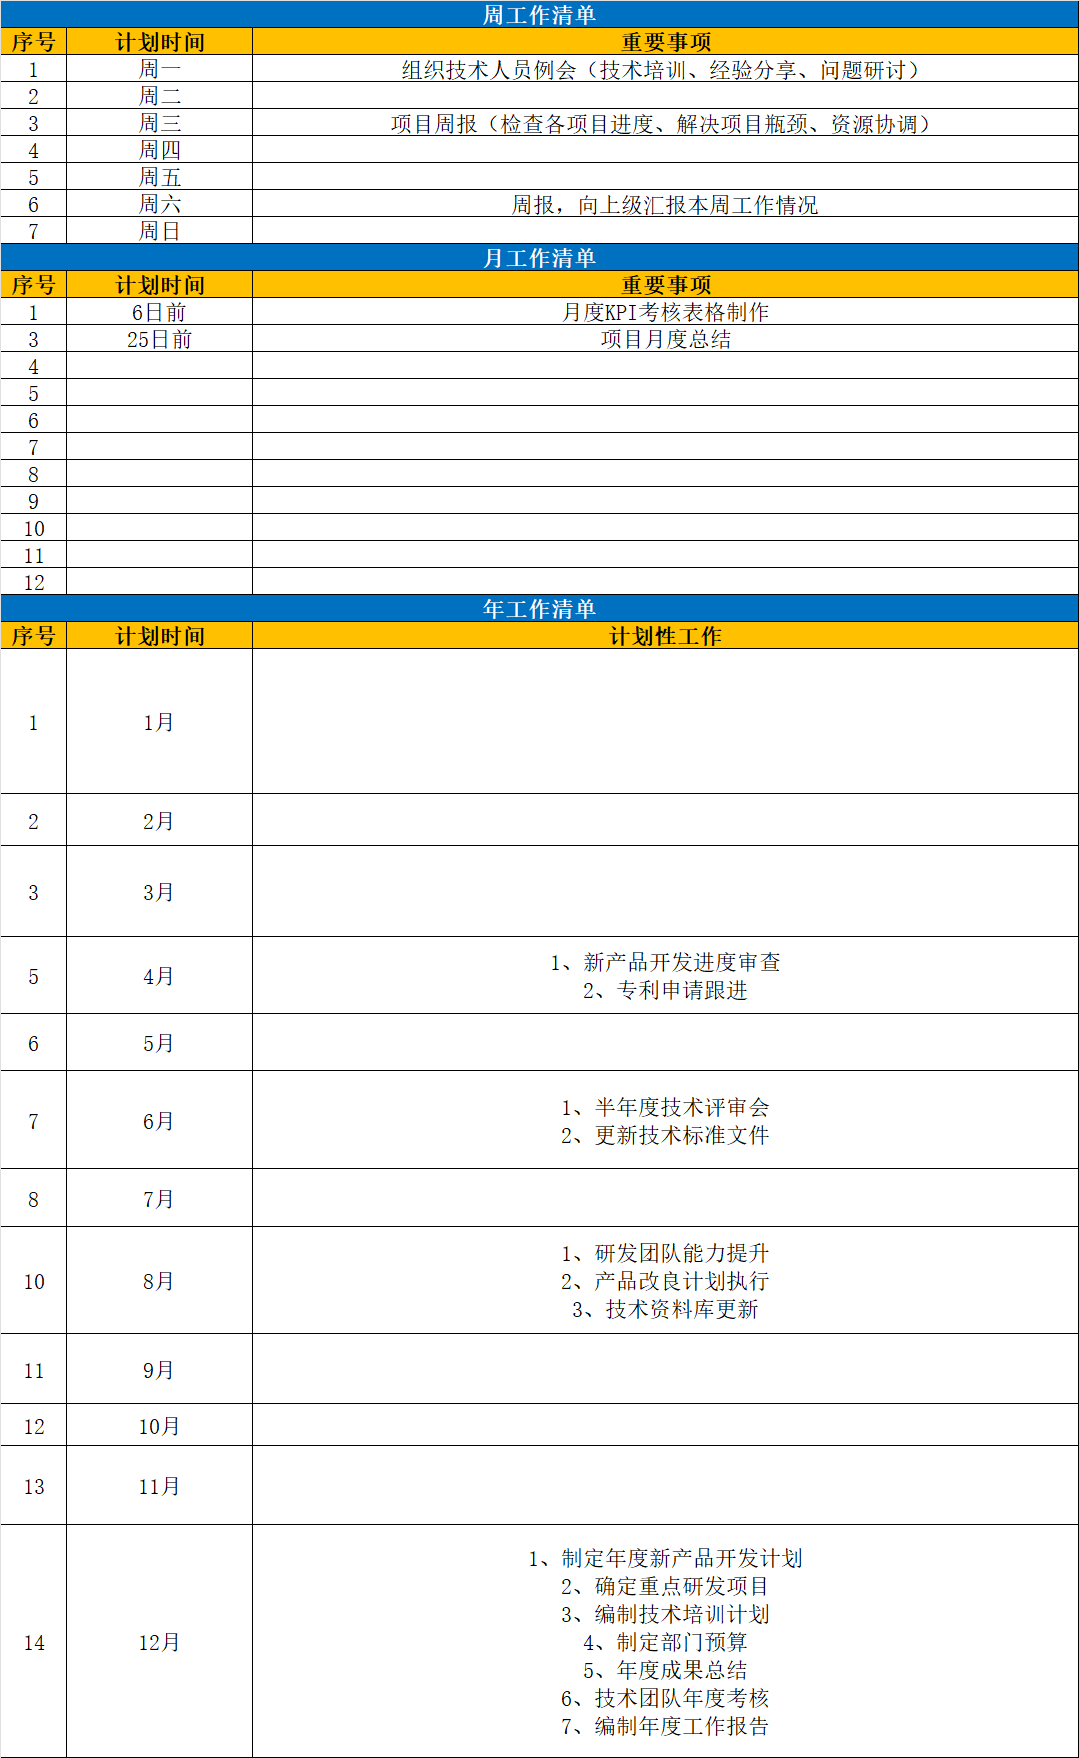 周工作清单
序号 计划时间 重要事项
1 周一 组织技术人员例会（技术培训、经验分享、问题研讨）
2 周二
3 周三 项目周报（检查各项目进度、解决项目瓶颈、资源协调）
4 周四
5 周五
6 周六 周报，向上级汇报本周工作情况
7 周日
月工作清单
序号 计划时间 重要事项
1 6日前 月度KPI考核表格制作
3 25日前 项目月度总结
4
5
6
7
8
9
10
11
12
年工作清单
序号 计划时间 计划性工作
1 1月
2 2月
3 3月
5 4月 1、新产品开发进度审查
2、专利申请跟进
6 5月
7 6月 1、半年度技术评审会
2、更新技术标准文件
8 7月
10 8月 1、研发团队能力提升
2、产品改良计划执行
3、技术资料库更新
11 9月
12 10月
13 11月
14 12月 1、制定年度新产品开发计划
2、确定重点研发项目
3、编制技术培训计划
4、制定部门预算
5、年度成果总结
6、技术团队年度考核
7、编制年度工作报告